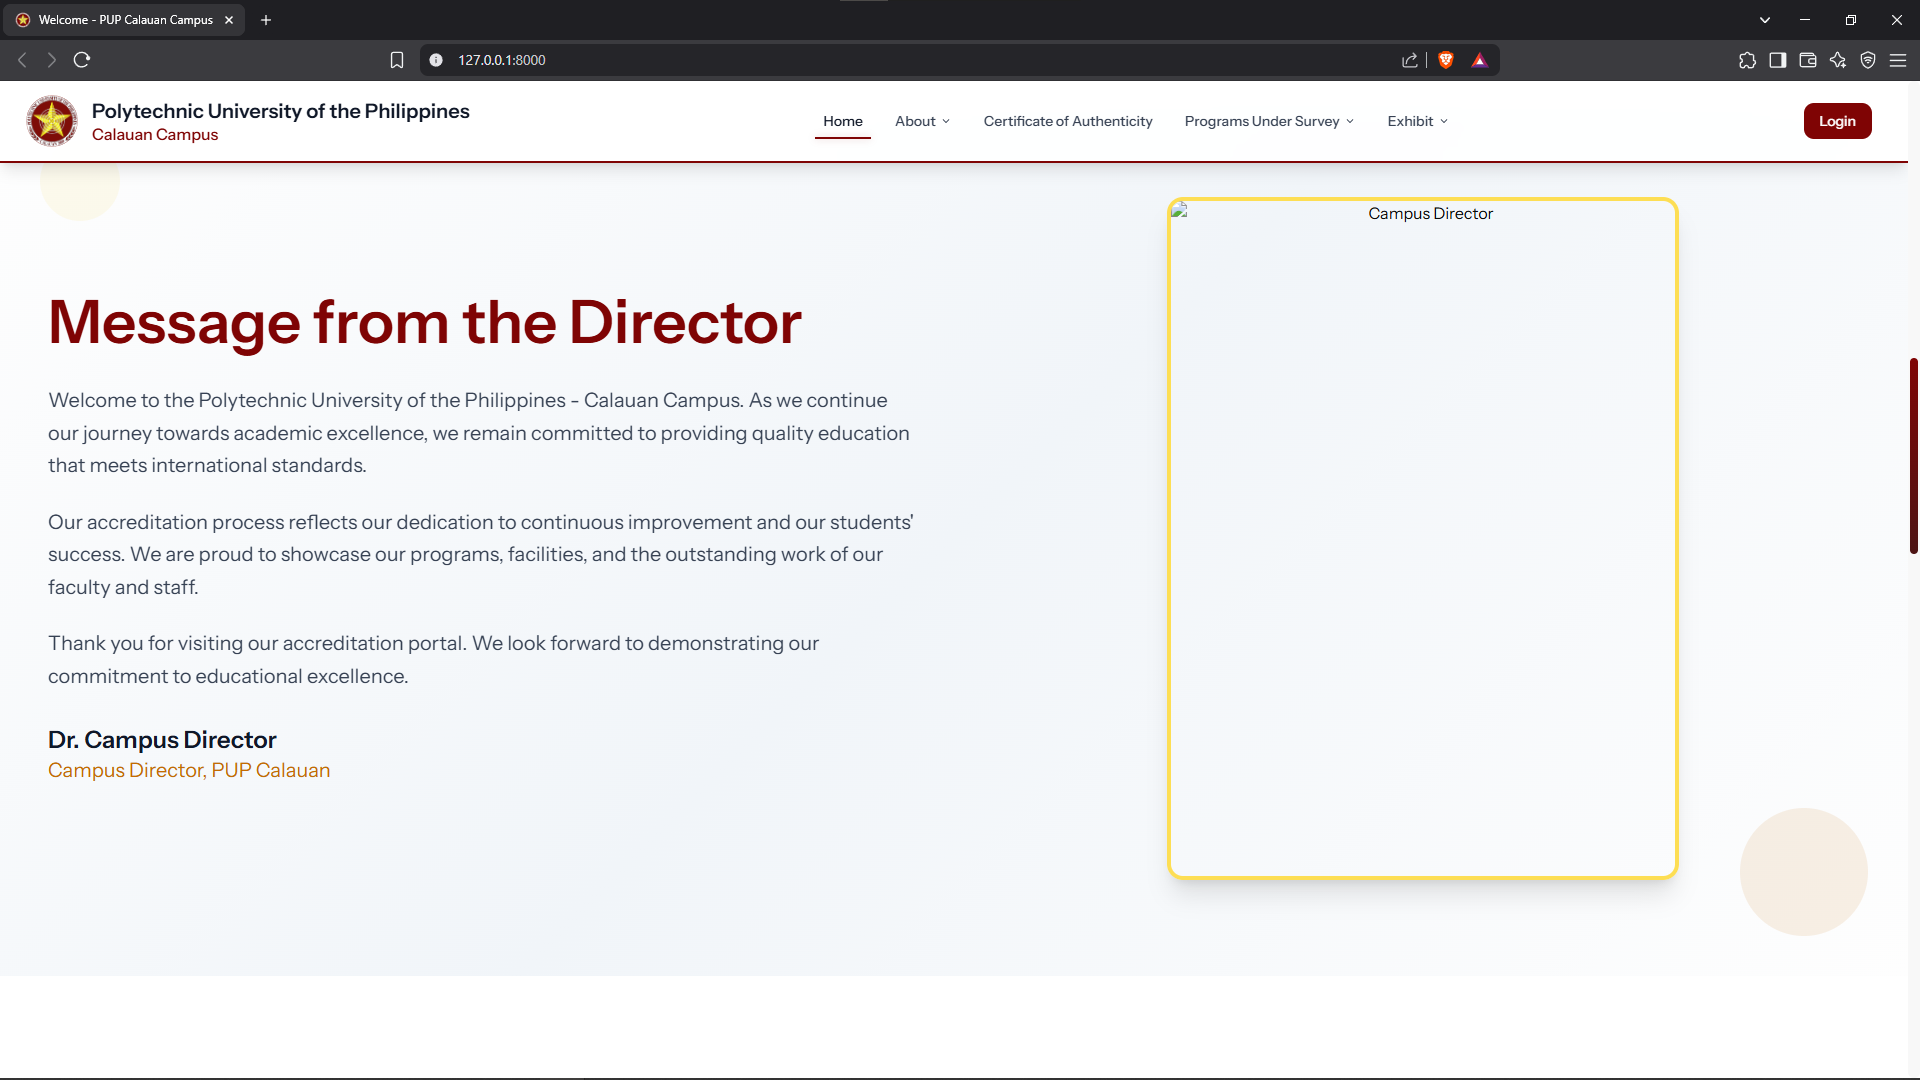 Welcome - PUP Calauan Campus
127.0.0.1:8000
Polytechnic University of the Philippines
Calauan Campus
Home
About
Certificate of Authenticity
Programs Under Survey
Exhibit
Login
Campus Director
Message from the Director
Welcome to the Polytechnic University of the Philippines - Calauan Campus. As we continue
our journey towards academic excellence, we remain committed to providing quality education
that meets international standards.
Our accreditation process reflects our dedication to continuous improvement and our students'
success. We are proud to showcase our programs, facilities, and the outstanding work of our
faculty and staff.
Thank you for visiting our accreditation portal. We look forward to demonstrating our
commitment to educational excellence.
Dr. Campus Director
Campus Director, PUP Calauan